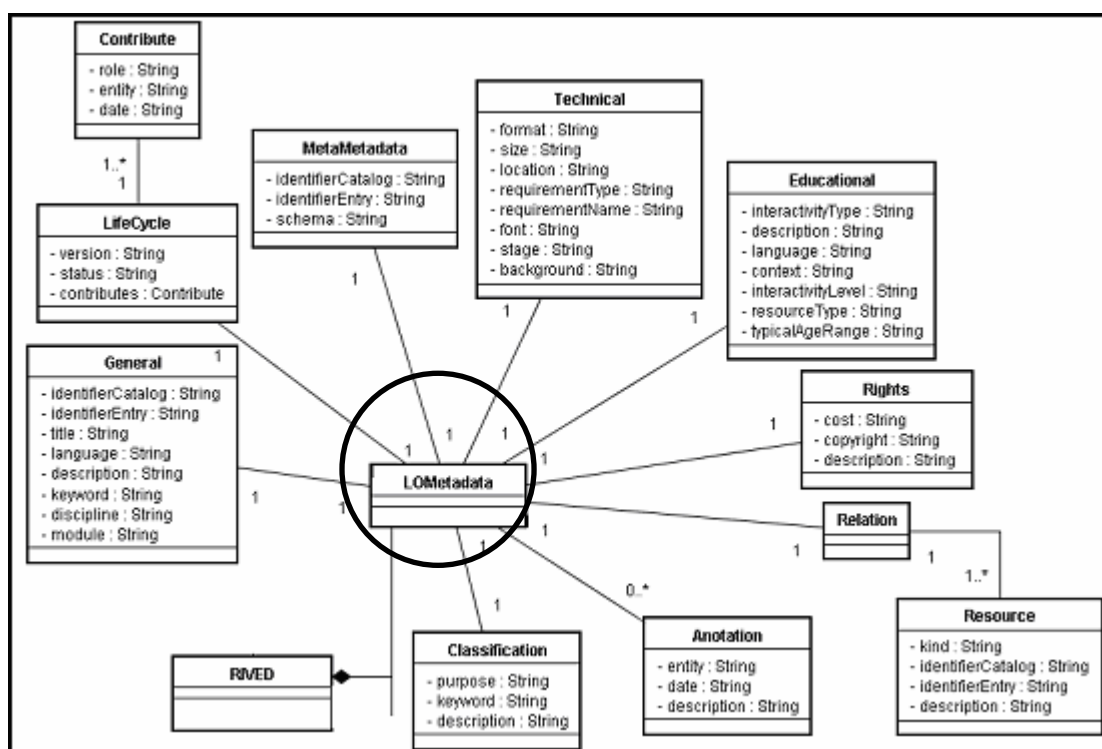 Contribute
- role : String
- entity : String
- date : String
1..*
1
LifeCycle
- version : String
- status : String
- contributes : Contribute
1
MetaMetadata
- identifierCatalog : String
- identifierEntry : String
- schema : String
1
Technical
- format : String
- size : String
- location : String
- requirementType : String
- requirementName : String
- font : String
- stage : String
- background : String
1
Educational
- interactivityType : String
- description : String
- language : String
- context : String
- interactivityLevel : String
- resourceType : String
- typicalAgeRange : String
1
General
- identifierCatalog : String
- identifierEntry : String
- title : String
- language : String
- description : String
- keyword : String
- discipline : String
- module : String
1
Rights
- cost : String
- copyright : String
- description : String
1
1
1
1
1
1
LOMetadata
1
1
1
1
Relation
1
1
1..*
Resource
- kind : String
- identifierCatalog : String
- identifierEntry : String
- description : String
0..*
Anotation
- entity : String
- date : String
- description : String
1
Classification
- purpose : String
- keyword : String
- description : String
RIVED